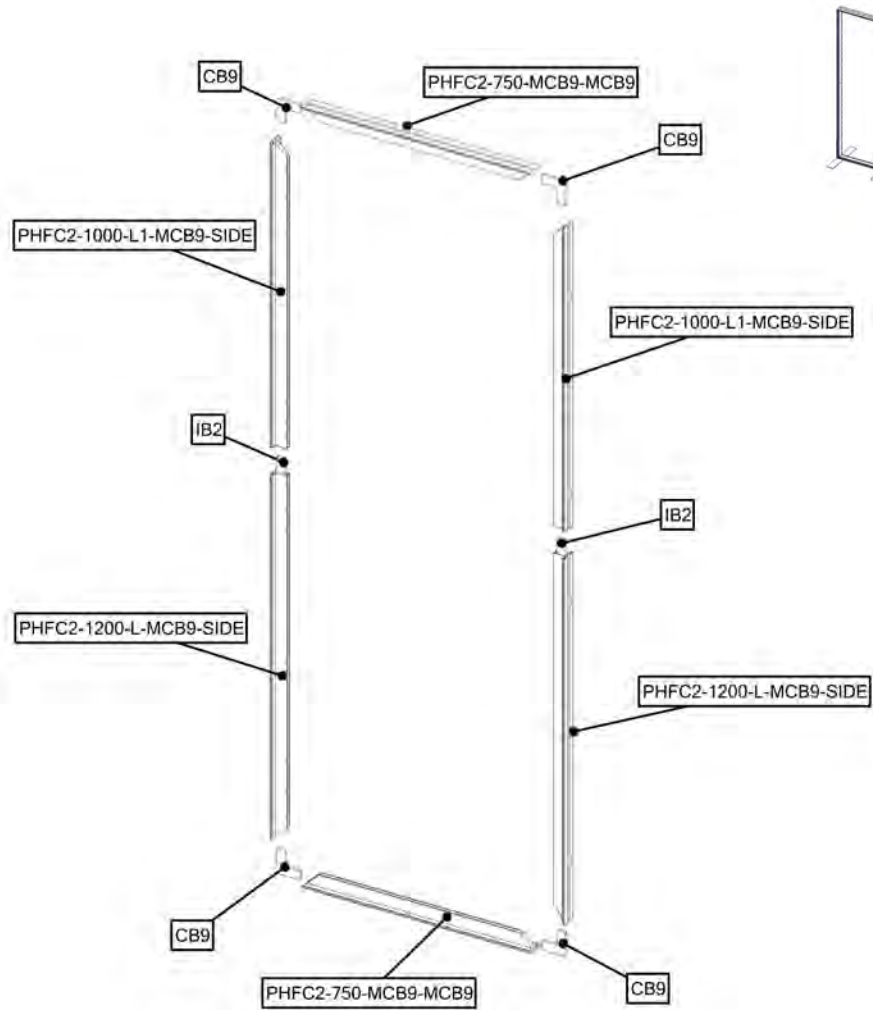 CB9
PHFC2-750-MCB9-MCB9
CB9
PHFC2-1000-L1-MCB9-SIDE
PHFC2-1000-L1-MCB9-SIDE
IB2
IB2
PHFC2-1200-L-MCB9-SIDE
PHFC2-1200-L-MCB9-SIDE
CB9
PHFC2-750-MCB9-MCB9
CB9